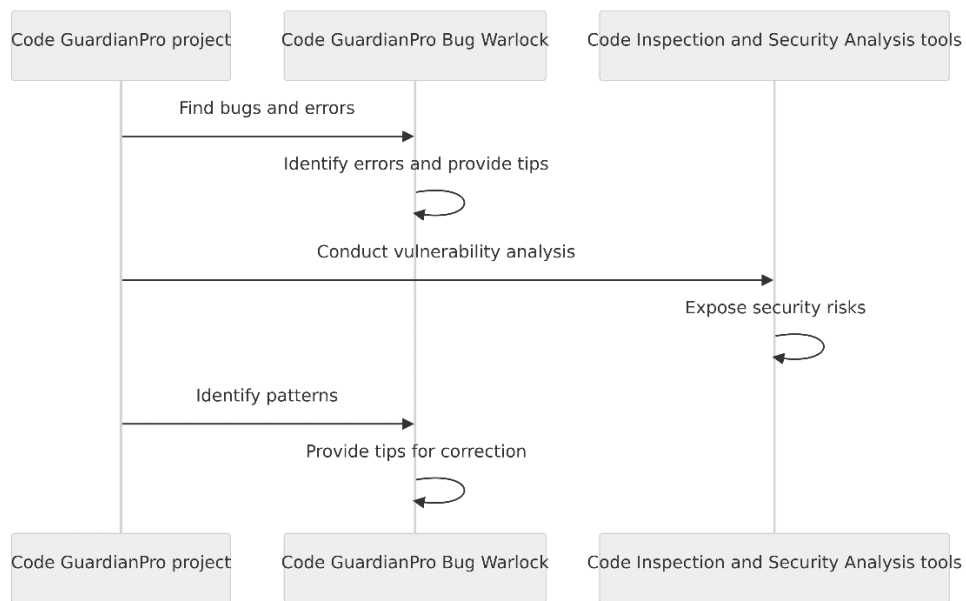 Code GuardianPro project
Code GuardianPro Bug Warlock
Code Inspection and Security Analysis tools
Find bugs and errors
Identify errors and provide tips
Conduct vulnerability analysis
Expose security risks
Identify patterns
Provide tips for correction
Code GuardianPro project
Code GuardianPro Bug Warlock
Code Inspection and Security Analysis tools